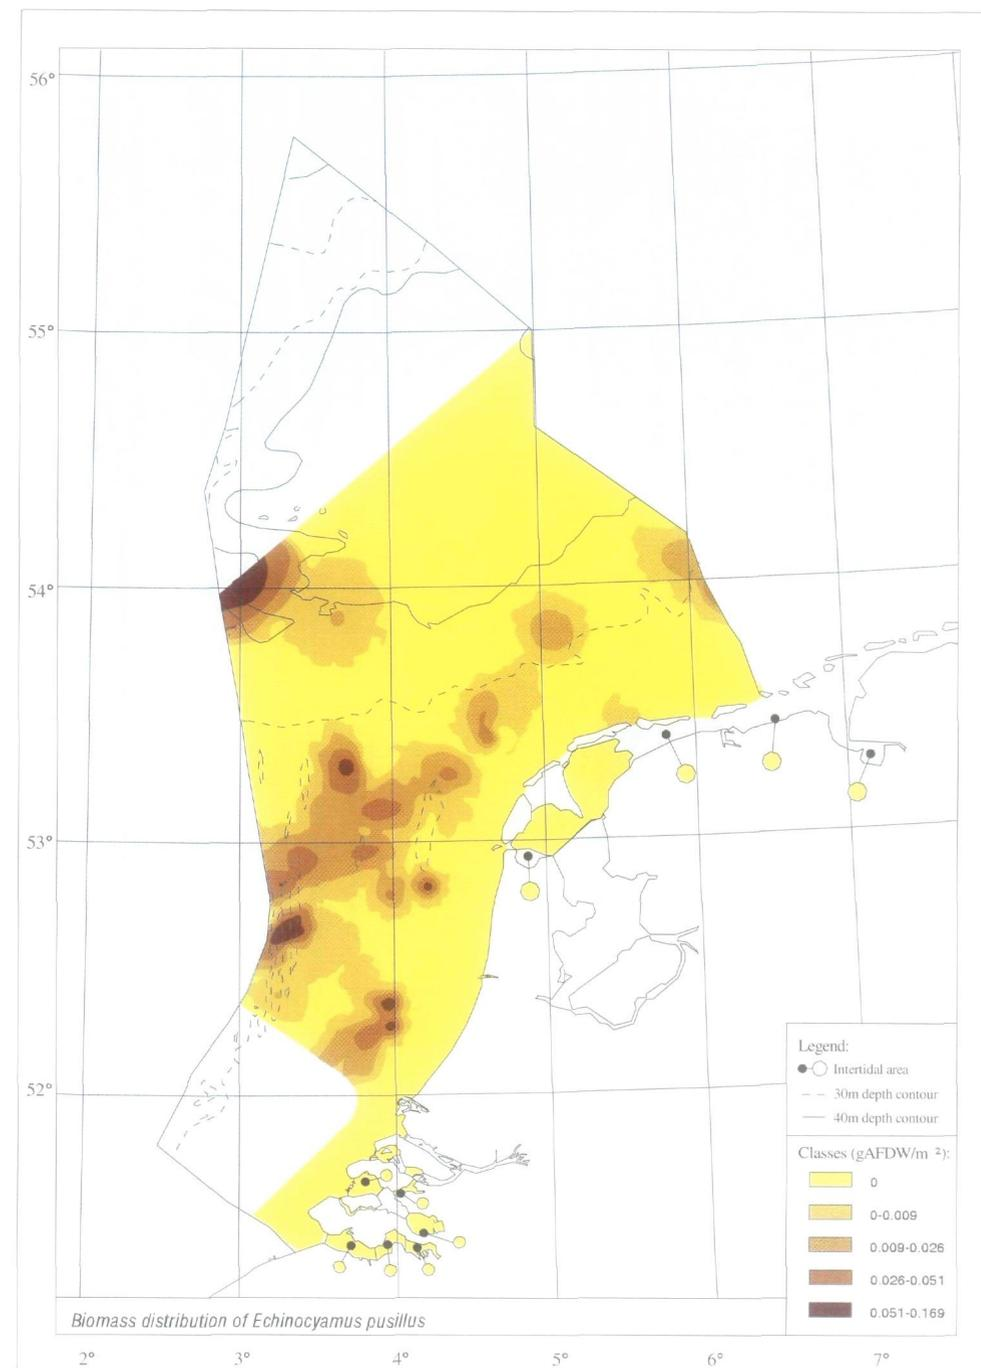 56°
55°
54°
53°
52°
Legend:
Intertidal area
30m depth contour
40m depth contour
Classes (gAFDW/m ²):
0
0-0.009
0.009-0.026
0.026-0.051
0.051-0.169
Biomass distribution of Echinocyamus pusillus
2° 3° 4° 5° 6° 7°